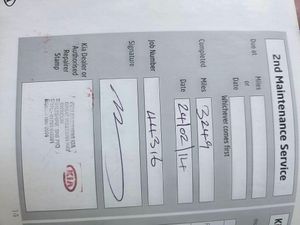 2nd Maintenance Service
Due at Miles
or Date
Whichever comes first
Completed Miles 3249
Date 24/02/14
Job Number 44316
Signature
Kia Dealer or
Authorised
Repairer
Stamp
KIA